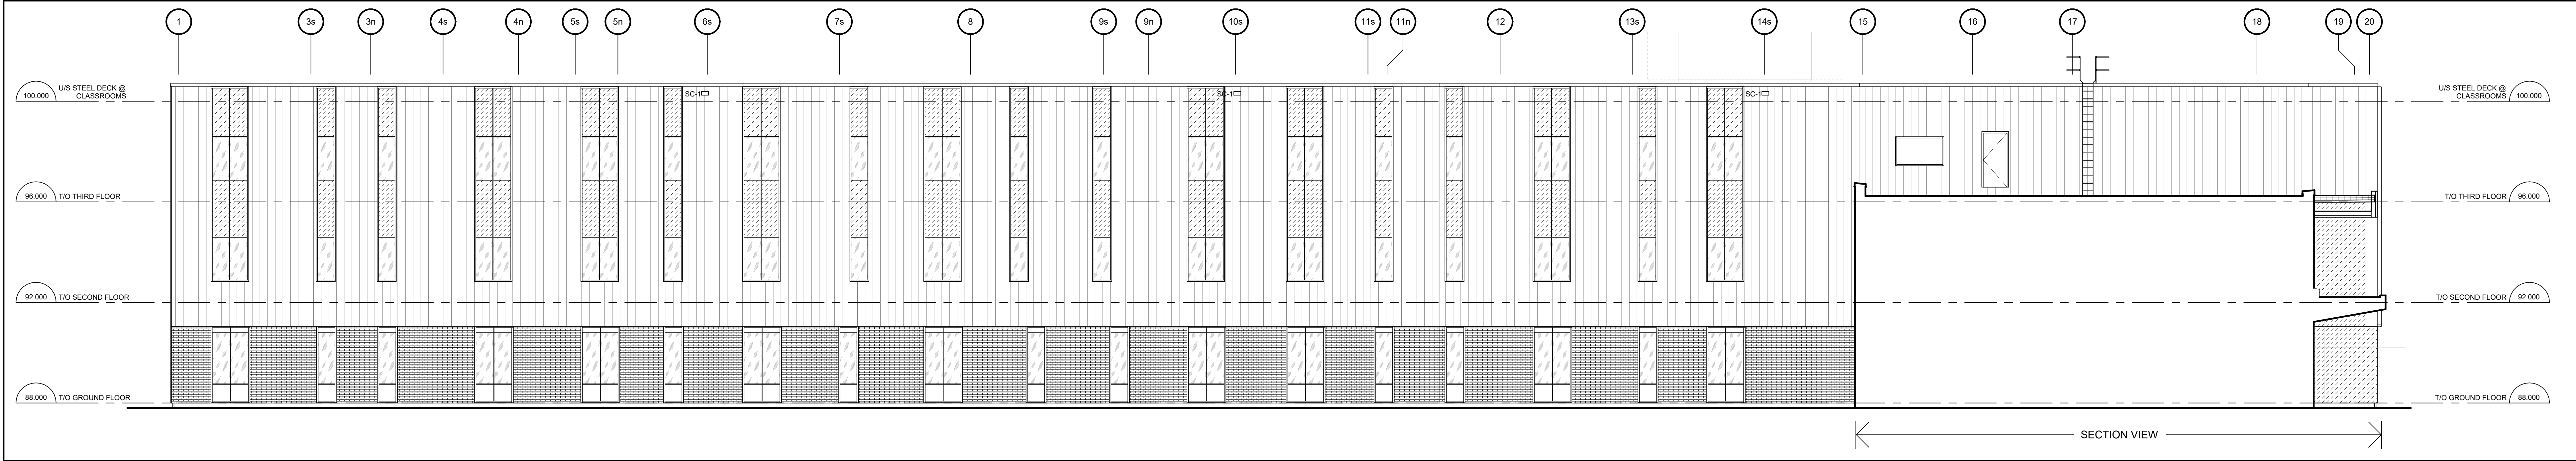 1 3s 3n 4s 4n 5s 5n 6s 7s 8 9s 9n 10s 11s 11n 12 13s 14s 15 16 17 18 19 20
100.000 U/S STEEL DECK @
CLASSROOMS
U/S STEEL DECK @
CLASSROOMS 100.000
SC-1 SC-1 SC-1
96.000 T/O THIRD FLOOR
T/O THIRD FLOOR 96.000
92.000 T/O SECOND FLOOR
T/O SECOND FLOOR 92.000
88.000 T/O GROUND FLOOR
T/O GROUND FLOOR 88.000
SECTION VIEW